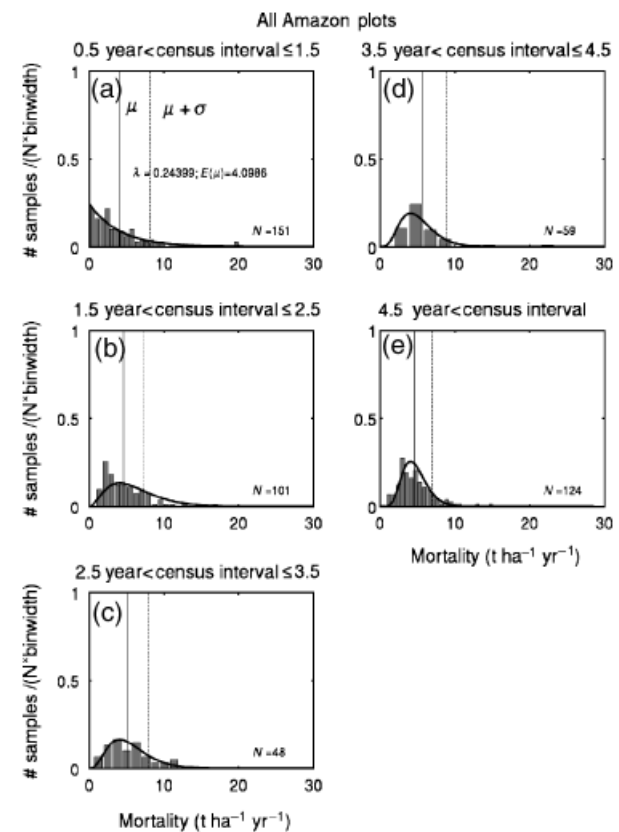 All Amazon plots
0.5 year<census interval≤1.5
# samples /(N*binwidth)
1
0.5
0
(a)
μ
μ + σ
λ = 0.24399; E(μ)=4.0986
N =151
0 10 20 30
1.5 year<census interval≤2.5
# samples /(N*binwidth)
1
0.5
0
(b)
N =101
0 10 20 30
2.5 year<census interval≤3.5
# samples /(N*binwidth)
1
0.5
0
(c)
N =48
0 10 20 30
Mortality (t ha⁻¹ yr⁻¹)
3.5 year<census interval≤4.5
1
0.5
0
(d)
N =59
0 10 20 30
4.5 year<census interval
1
0.5
0
(e)
N =124
0 10 20 30
Mortality (t ha⁻¹ yr⁻¹)